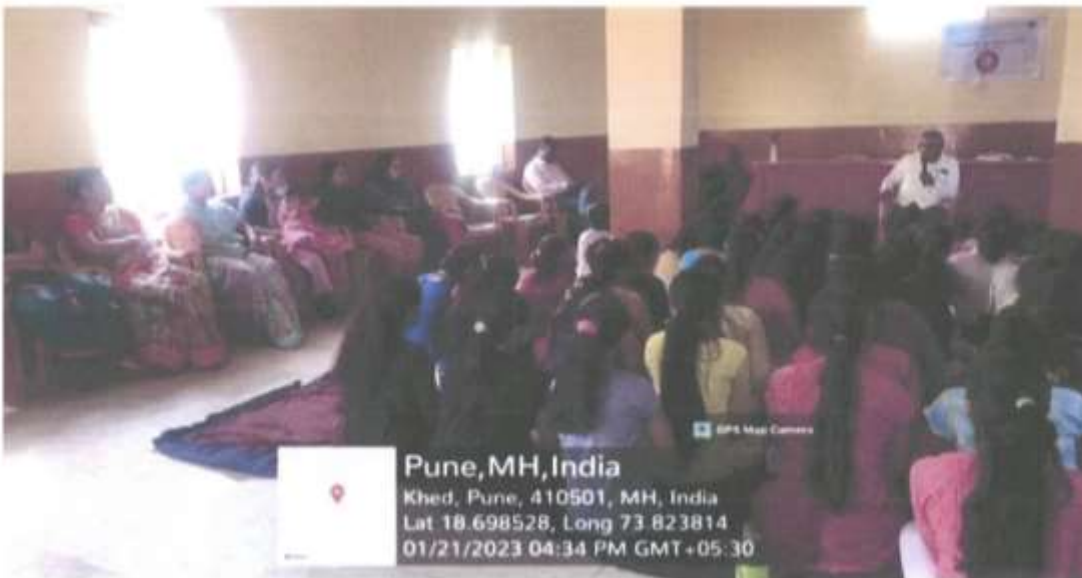 GPS Map Camera
Pune,MH,India
Khed, Pune, 410501, MH, India
Lat 18.698528, Long 73.823814
01/21/2023 04:34 PM GMT+05:30